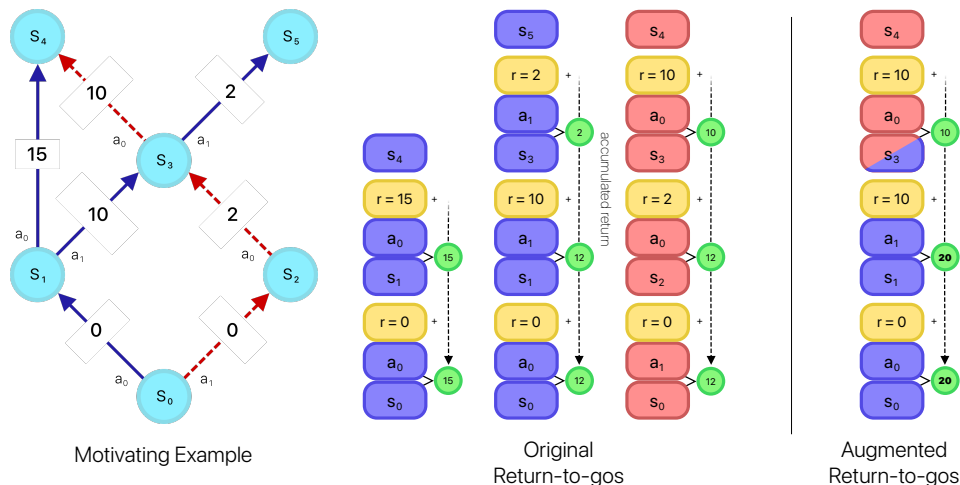 S₄
S₅
10
2
15
a₀
a₁
S₃
10
2
a₀
a₁
a₀
S₁
S₂
0
0
a₀
a₁
S₀
Motivating Example
S₄
r = 15
+
a₀
15
S₁
r = 0
+
a₀
15
S₀
S₅
r = 2
+
a₁
2
S₃
r = 10
+
a₁
12
S₁
r = 0
+
a₀
12
S₀
accumulated return
S₄
r = 10
+
a₀
10
S₃
r = 2
+
a₀
12
S₂
r = 0
+
a₁
12
S₀
Original
Return-to-gos
S₄
r = 10
+
a₀
10
S₃
r = 10
+
a₁
20
S₁
r = 0
+
a₀
20
S₀
Augmented
Return-to-gos